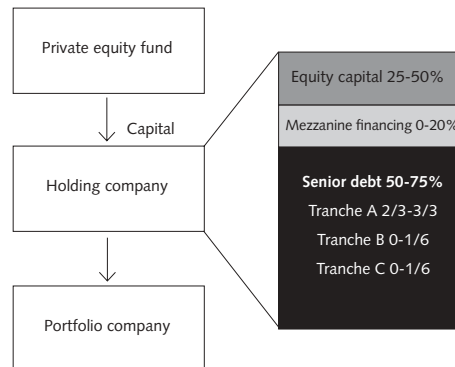 Private equity fund
Capital
Holding company
Portfolio company
Equity capital 25-50%
Mezzanine financing 0-20%
Senior debt 50-75%
Tranche A 2/3-3/3
Tranche B 0-1/6
Tranche C 0-1/6